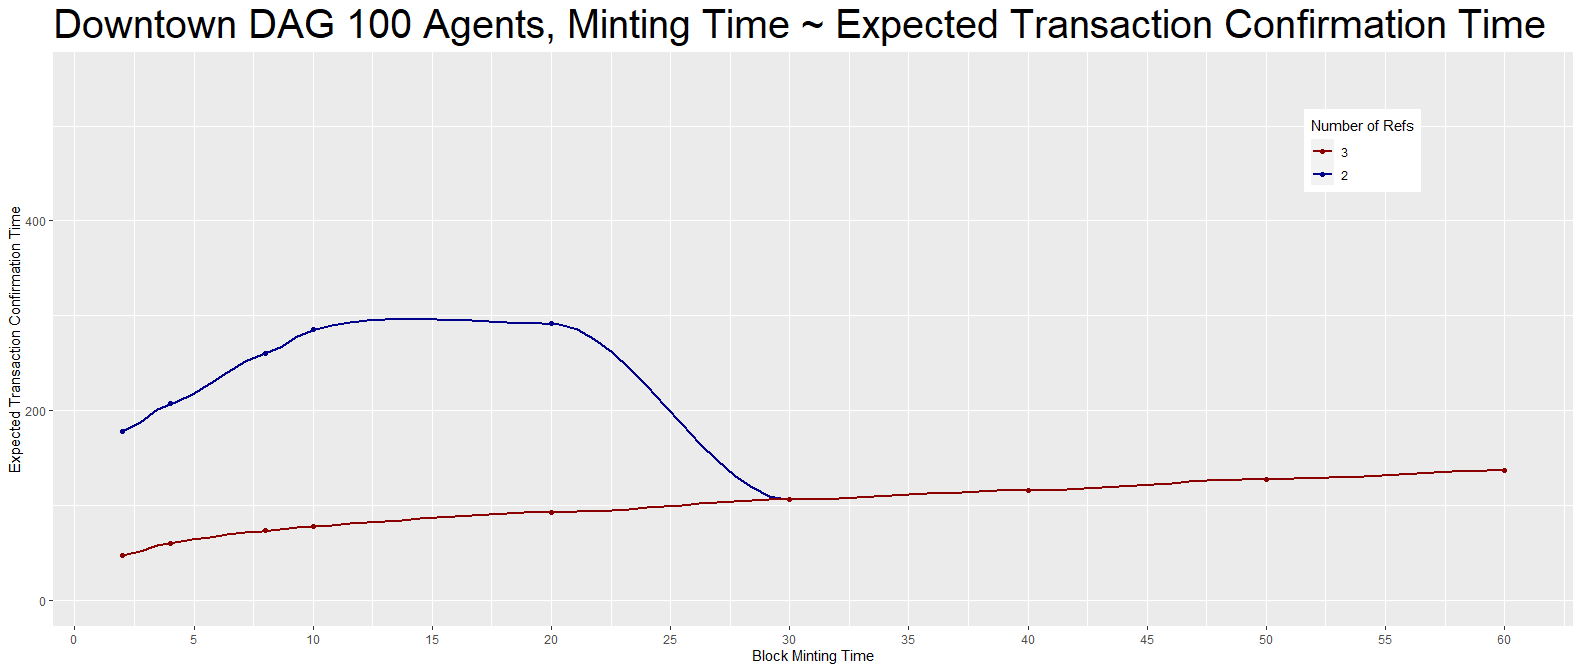 Downtown DAG 100 Agents, Minting Time ~ Expected Transaction Confirmation Time
Expected Transaction Confirmation Time
400
200
0
Number of Refs
3
2
0 5 10 15 20 25 30 35 40 45 50 55 60
Block Minting Time